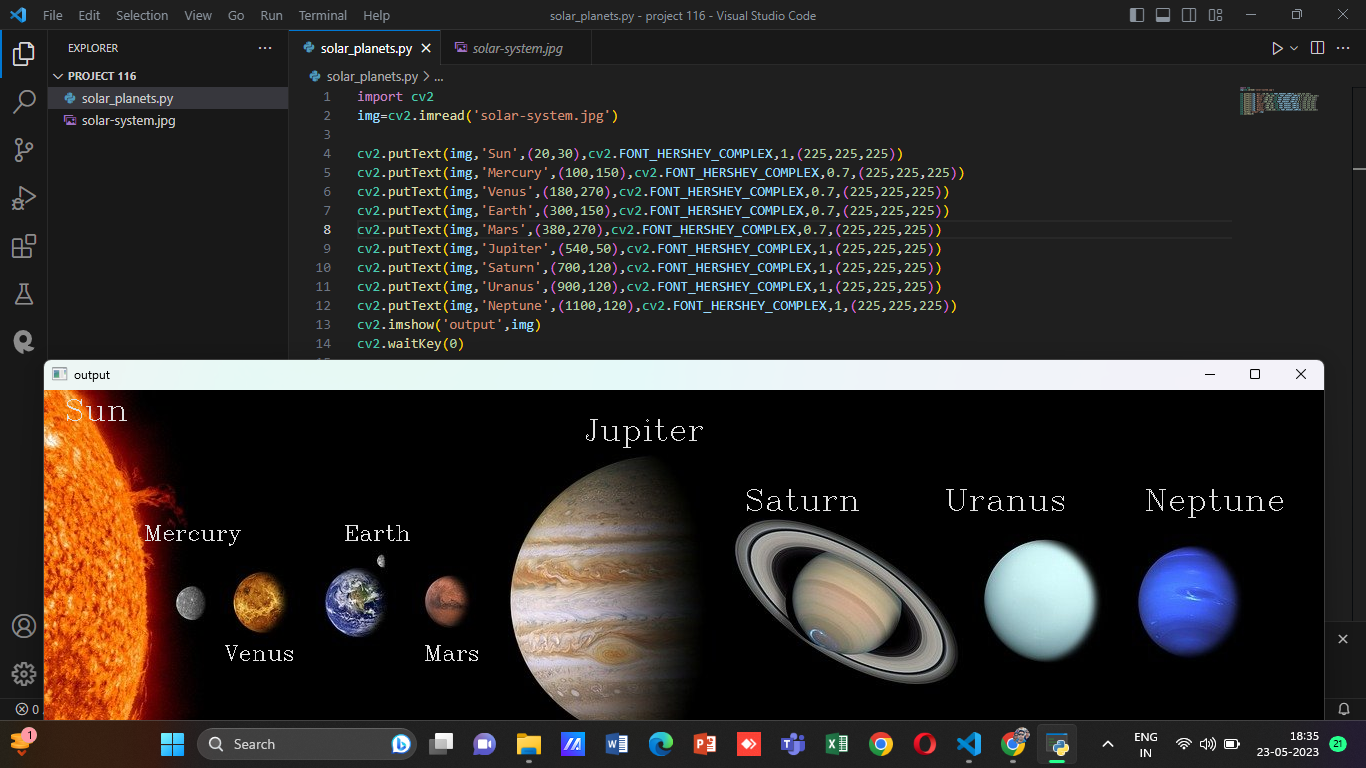 File Edit Selection View Go Run Terminal Help
solar_planets.py - project 116 - Visual Studio Code
EXPLORER
PROJECT 116
solar_planets.py
solar-system.jpg
solar_planets.py
solar-system.jpg
solar_planets.py > ...
1 import cv2
2 img=cv2.imread('solar-system.jpg')
3
4 cv2.putText(img,'Sun',(20,30),cv2.FONT_HERSHEY_COMPLEX,1,(225,225,225))
5 cv2.putText(img,'Mercury',(100,150),cv2.FONT_HERSHEY_COMPLEX,0.7,(225,225,225))
6 cv2.putText(img,'Venus',(180,270),cv2.FONT_HERSHEY_COMPLEX,0.7,(225,225,225))
7 cv2.putText(img,'Earth',(300,150),cv2.FONT_HERSHEY_COMPLEX,0.7,(225,225,225))
8 cv2.putText(img,'Mars',(380,270),cv2.FONT_HERSHEY_COMPLEX,0.7,(225,225,225))
9 cv2.putText(img,'Jupiter',(540,50),cv2.FONT_HERSHEY_COMPLEX,1,(225,225,225))
10 cv2.putText(img,'Saturn',(700,120),cv2.FONT_HERSHEY_COMPLEX,1,(225,225,225))
11 cv2.putText(img,'Uranus',(900,120),cv2.FONT_HERSHEY_COMPLEX,1,(225,225,225))
12 cv2.putText(img,'Neptune',(1100,120),cv2.FONT_HERSHEY_COMPLEX,1,(225,225,225))
13 cv2.imshow('output',img)
14 cv2.waitKey(0)
output
Sun
Jupiter
Saturn
Uranus
Neptune
Mercury
Earth
Venus
Mars
0
1
Search
ENG
IN
18:35
23-05-2023
21